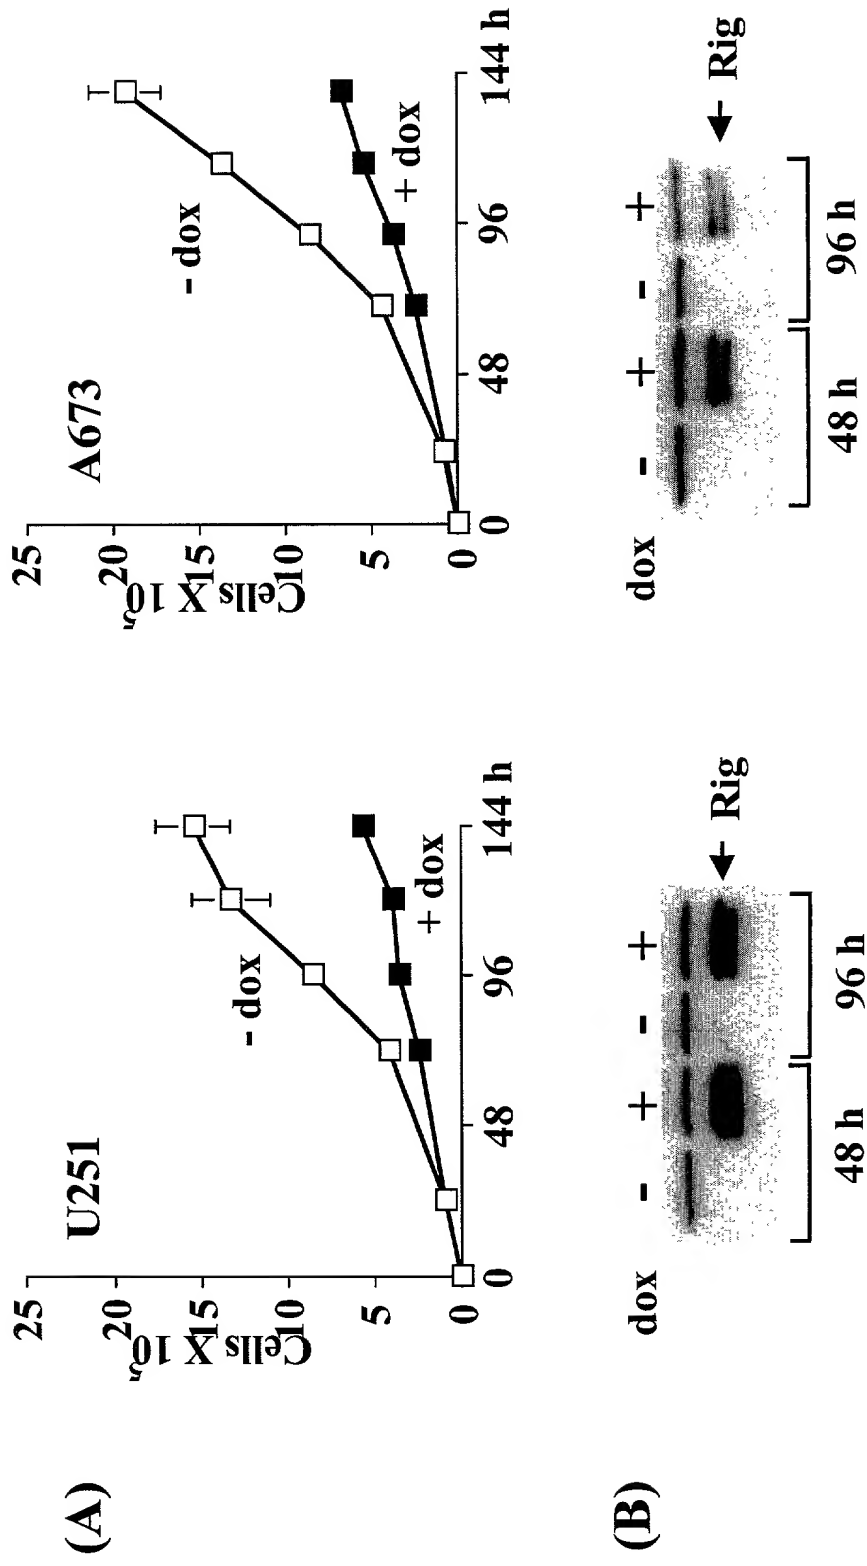 (A)
U251
25
20
15
10
5
0
Cells X 10
5
- dox
+ dox
0
48
96
144 h
A673
25
20
15
10
5
0
Cells X 10
5
- dox
+ dox
0
48
96
144 h
(B)
dox
- + - +
Rig
48 h 96 h
dox
- + - +
Rig
48 h 96 h